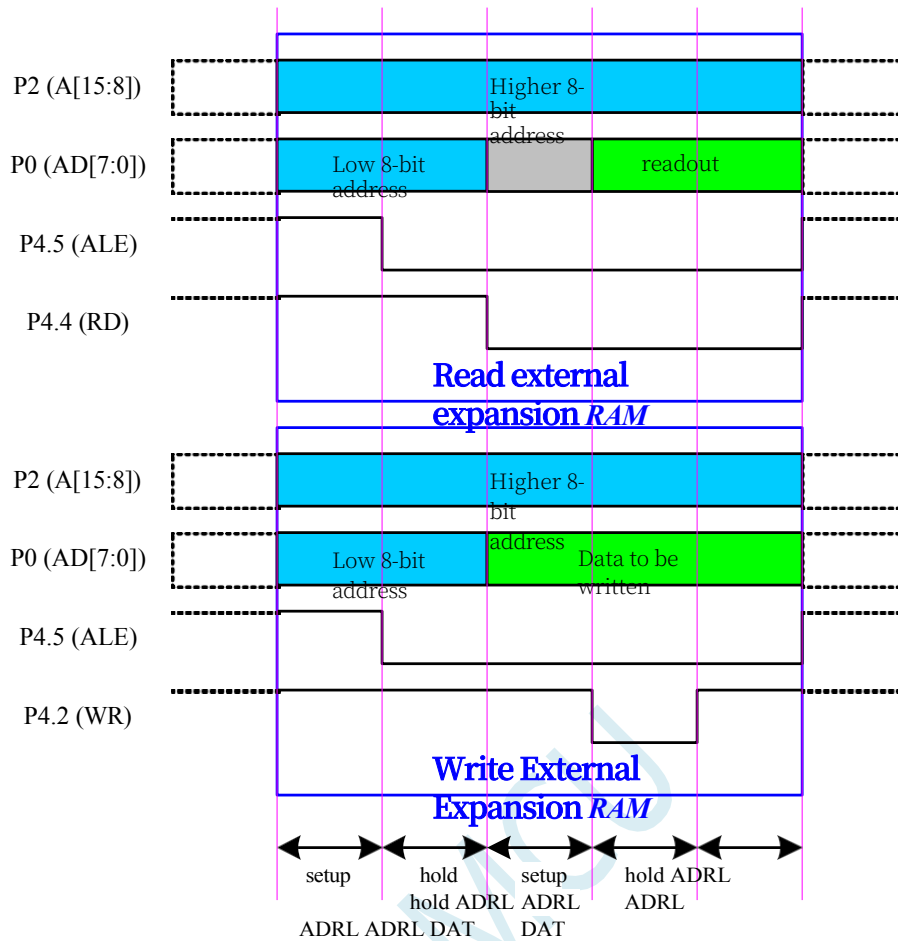 P2 (A[15:8])
Higher 8-
bit
address
P0 (AD[7:0])
Low 8-bit
address
readout
P4.5 (ALE)
P4.4 (RD)
Read external
expansion RAM
P2 (A[15:8])
Higher 8-
bit
address
P0 (AD[7:0])
Low 8-bit
address
Data to be
written
P4.5 (ALE)
P4.2 (WR)
Write External
Expansion RAM
setup
hold
setup
hold ADRL
hold ADRL
ADRL
ADRL
ADRL ADRL DAT
DAT
MCU